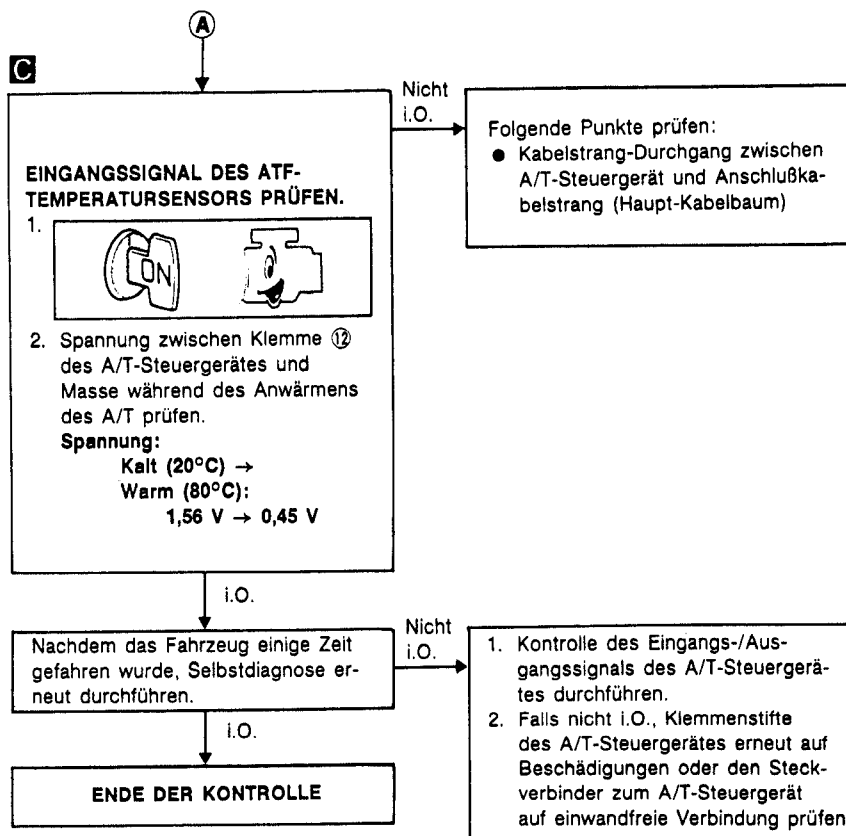 A
C
Nicht
i.O.
EINGANGSSIGNAL DES ATF-
TEMPERATURSENSORS PRÜFEN.
1.
ON
2. Spannung zwischen Klemme ⑫
des A/T-Steuergerätes und
Masse während des Anwärmens
des A/T prüfen.
Spannung:
Kalt (20°C) →
Warm (80°C):
1,56 V → 0,45 V
Folgende Punkte prüfen:
● Kabelstrang-Durchgang zwischen
A/T-Steuergerät und Anschlußka-
belstrang (Haupt-Kabelbaum)
i.O.
Nachdem das Fahrzeug einige Zeit
gefahren wurde, Selbstdiagnose er-
neut durchführen.
Nicht
i.O.
1. Kontrolle des Eingangs-/Aus-
gangssignals des A/T-Steuergerä-
tes durchführen.
2. Falls nicht i.O., Klemmenstifte
des A/T-Steuergerätes erneut auf
Beschädigungen oder den Steck-
verbinder zum A/T-Steuergerät
auf einwandfreie Verbindung prüfen
i.O.
ENDE DER KONTROLLE